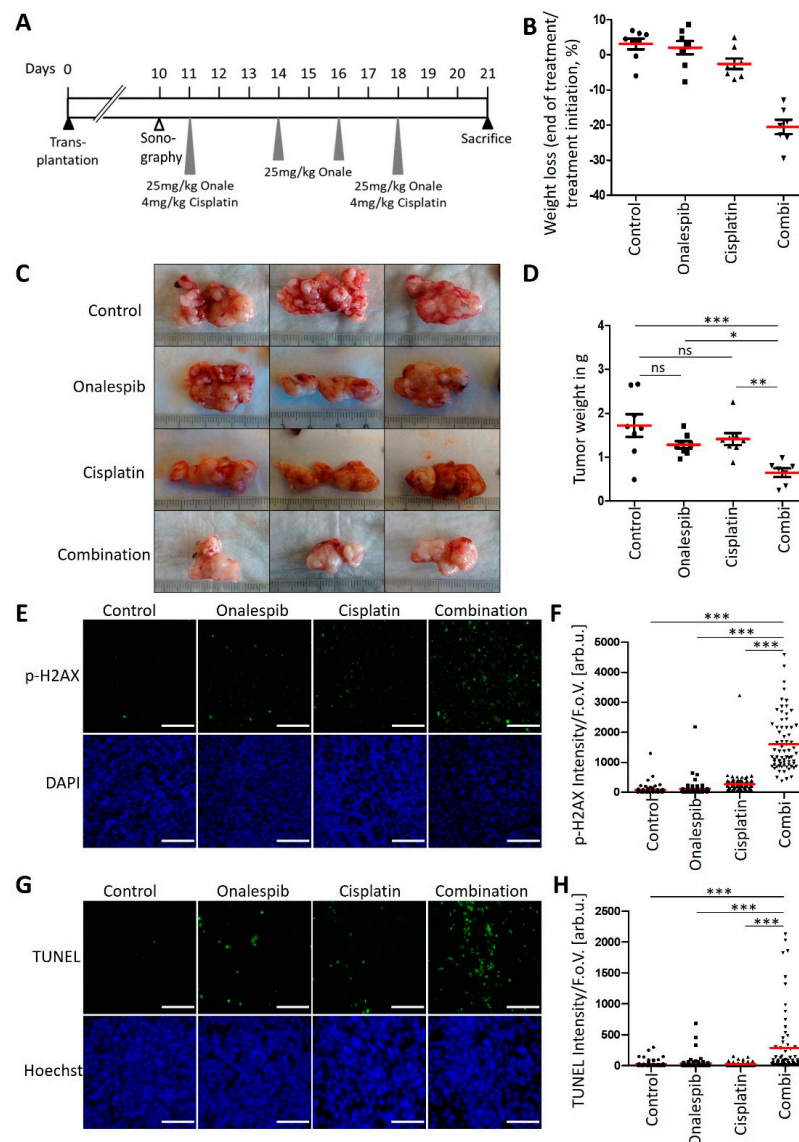 A
Days 0 10 11 12 13 14 15 16 17 18 19 20 21
Trans-
plantation
Sono-
graphy
Sacrifice
25mg/kg Onale
4mg/kg Cisplatin
25mg/kg Onale
25mg/kg Onale
4mg/kg Cisplatin
B
Weight loss (end of treatment/
treatment initiation, %)
10
0
-10
-20
-30
-40
Control
Onalespib
Cisplatin
Combi
C
Control
Onalespib
Cisplatin
Combination
D
Tumor weight in g
4
3
2
1
0
***
*
ns
ns
**
Control
Onalespib
Cisplatin
Combi
E
Control Onalespib Cisplatin Combination
p-H2AX
DAPI
F
p-H2AX Intensity/F.o.V. [arb.u.]
***
***
***
5000
4000
3000
2000
1000
0
Control
Onalespib
Cisplatin
Combi
G
Control Onalespib Cisplatin Combination
TUNEL
Hoechst
H
TUNEL Intensity/F.o.V. [arb.u.]
***
***
***
2500
2000
1500
1000
500
0
Control
Onalespib
Cisplatin
Combi